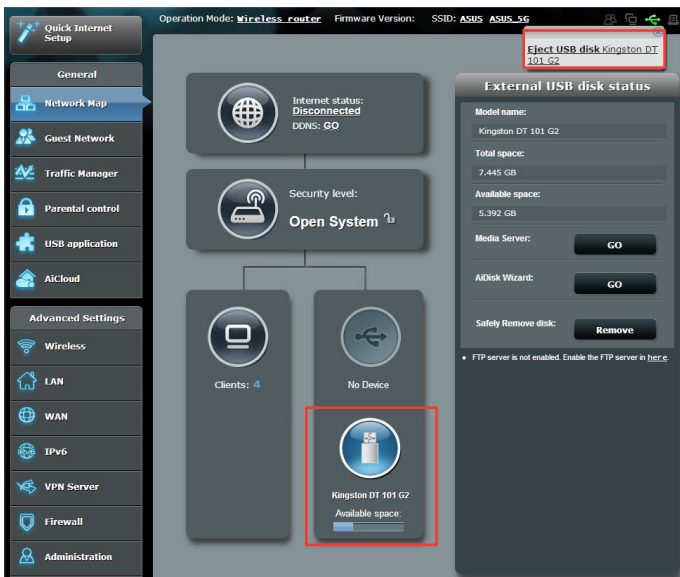 Quick Internet
Setup
Operation Mode: Wireless router Firmware Version: SSID: ASUS ASUS_5G
Eject USB disk Kingston DT
101 G2
General
Network Map
Guest Network
Traffic Manager
Parental control
USB application
AiCloud
Advanced Settings
Wireless
LAN
WAN
IPv6
VPN Server
Firewall
Administration
Internet status:
Disconnected
DDNS: GO
Security level:
Open System
Clients: 4
No Device
Kingston DT 101 G2
Available space:
External USB disk status
Model name:
Kingston DT 101 G2
Total space:
7.445 GB
Available space:
5.392 GB
Media Server:
GO
AiDisk Wizard:
GO
Safely Remove disk:
Remove
• FTP server is not enabled. Enable the FTP server in here.